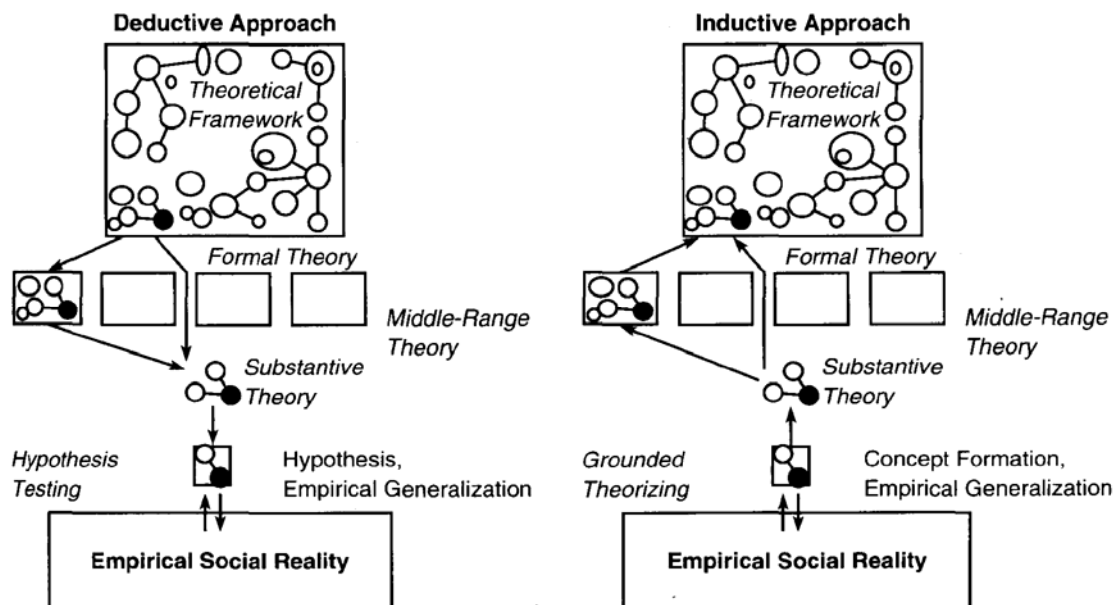 Deductive Approach
Theoretical
Framework
Formal Theory
Middle-Range
Theory
Substantive
Theory
Hypothesis
Testing
Hypothesis,
Empirical Generalization
Empirical Social Reality
Inductive Approach
Theoretical
Framework
Formal Theory
Middle-Range
Theory
Substantive
Theory
Grounded
Theorizing
Concept Formation,
Empirical Generalization
Empirical Social Reality